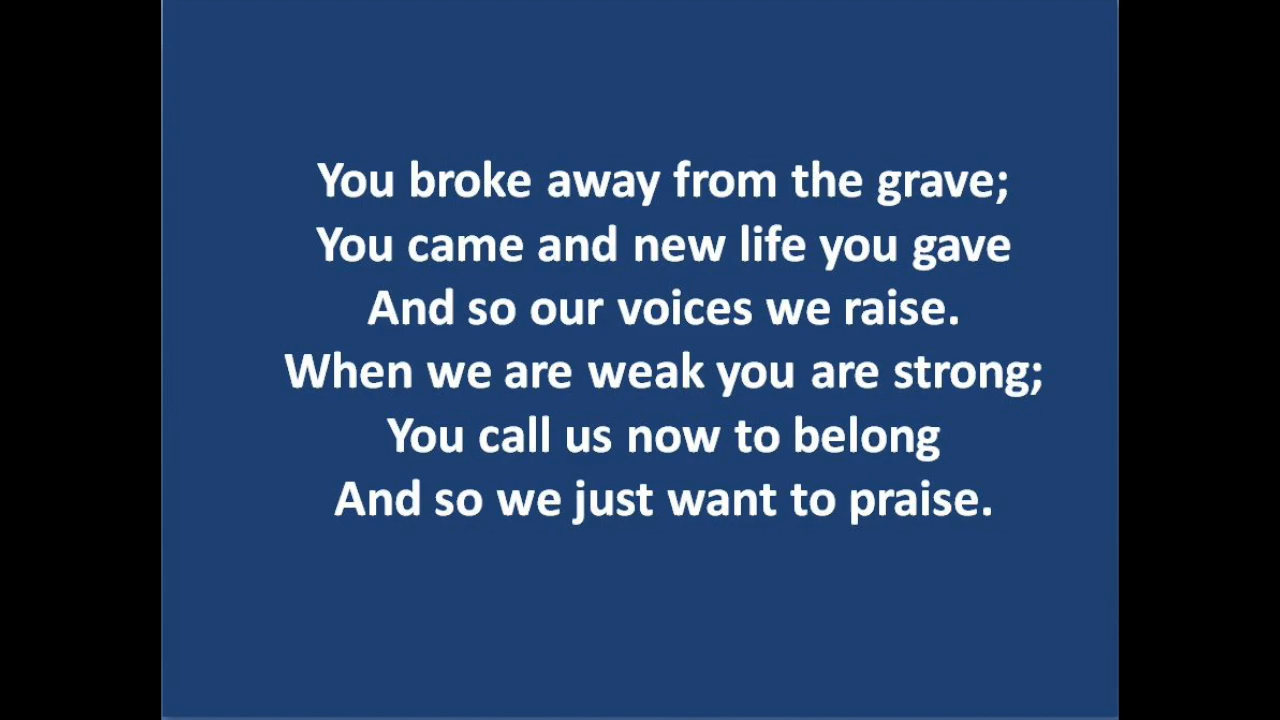 You broke away from the grave;
You came and new life you gave
And so our voices we raise.
When we are weak you are strong;
You call us now to belong
And so we just want to praise.